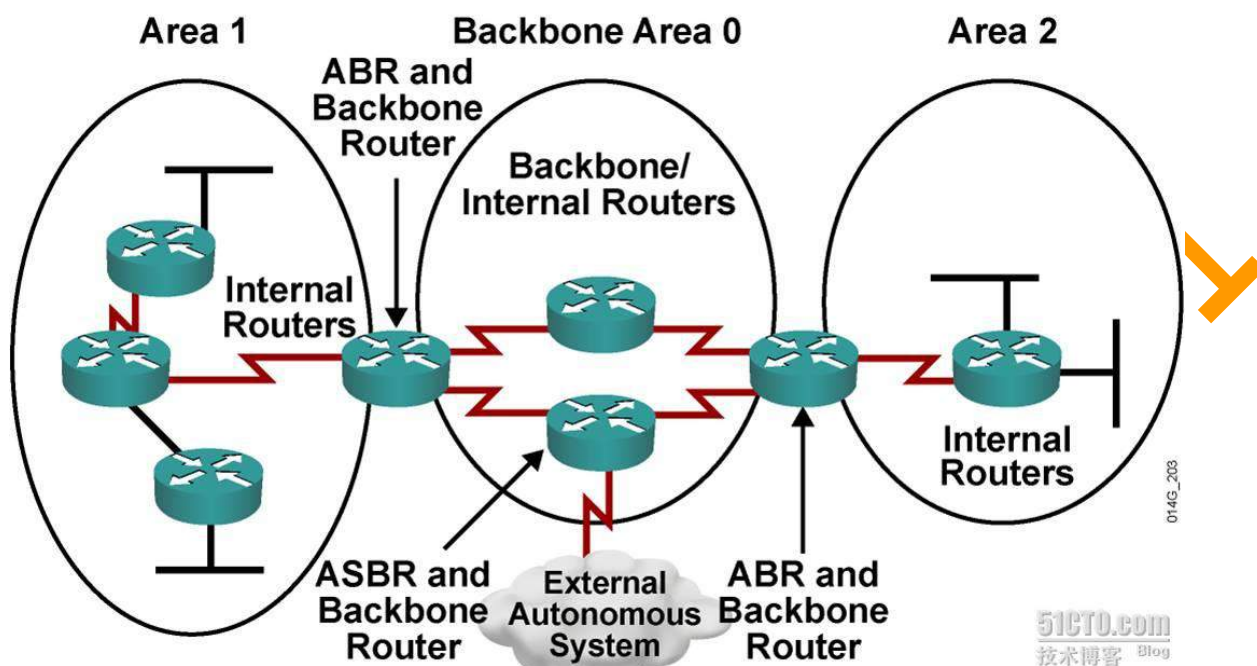 Area 1
Backbone Area 0
Area 2
ABR and
Backbone
Router
Backbone/
Internal Routers
Internal
Routers
Internal
Routers
014G_203
ASBR and
Backbone
Router
External
Autonomous
System
ABR and
Backbone
Router
51CTO.com
技术博客 Blog